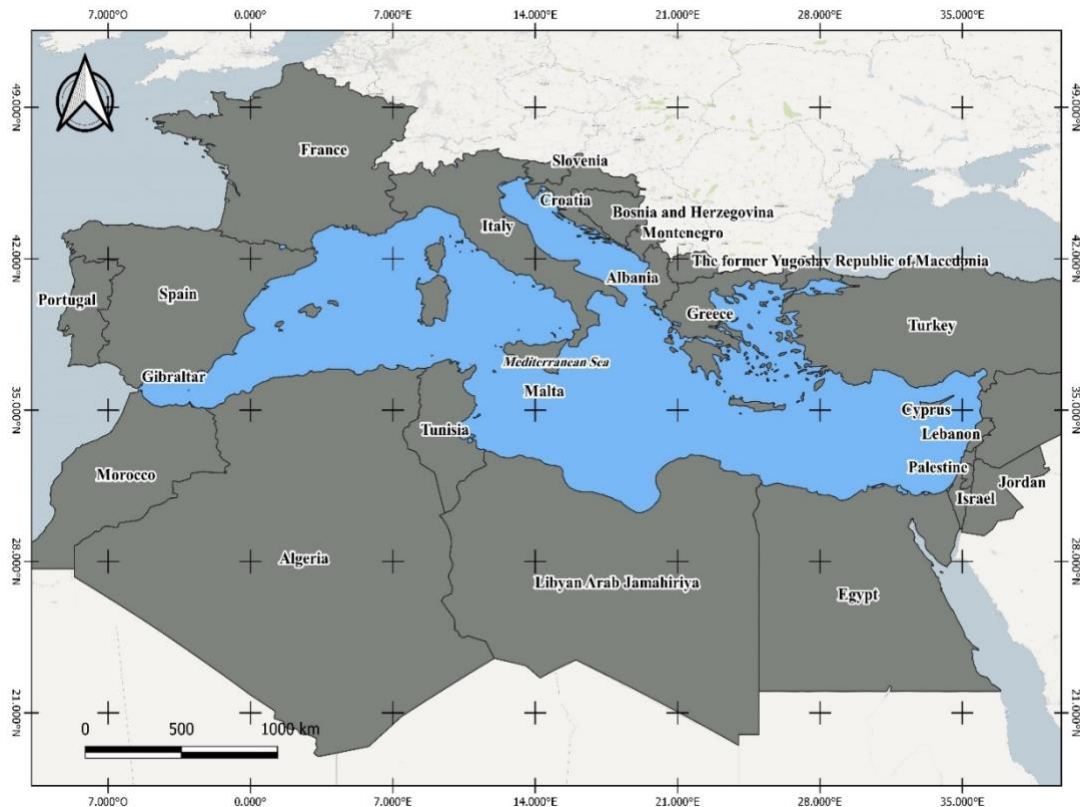 7.000°O 0.000° 7.000°E 14.000°E 21.000°E 28.000°E 35.000°E
49.000°N 49.000°N
France
Slovenia
Croatia
Bosnia and Herzegovina
Italy
Montenegro
42.000°N 42.000°N
The former Yugoslav Republic of Macedonia
Albania
Portugal
Spain
Greece
Turkey
Mediterranean Sea
Gibraltar
Malta
35.000°N 35.000°N
Cyprus
Tunisia
Lebanon
Morocco
Palestine
Jordan
Israel
28.000°N 28.000°N
Algeria
Libyan Arab Jamahiriya
Egypt
21.000°N 21.000°N
0 500 1000 km
7.000°O 0.000° 7.000°E 14.000°E 21.000°E 28.000°E 35.000°E